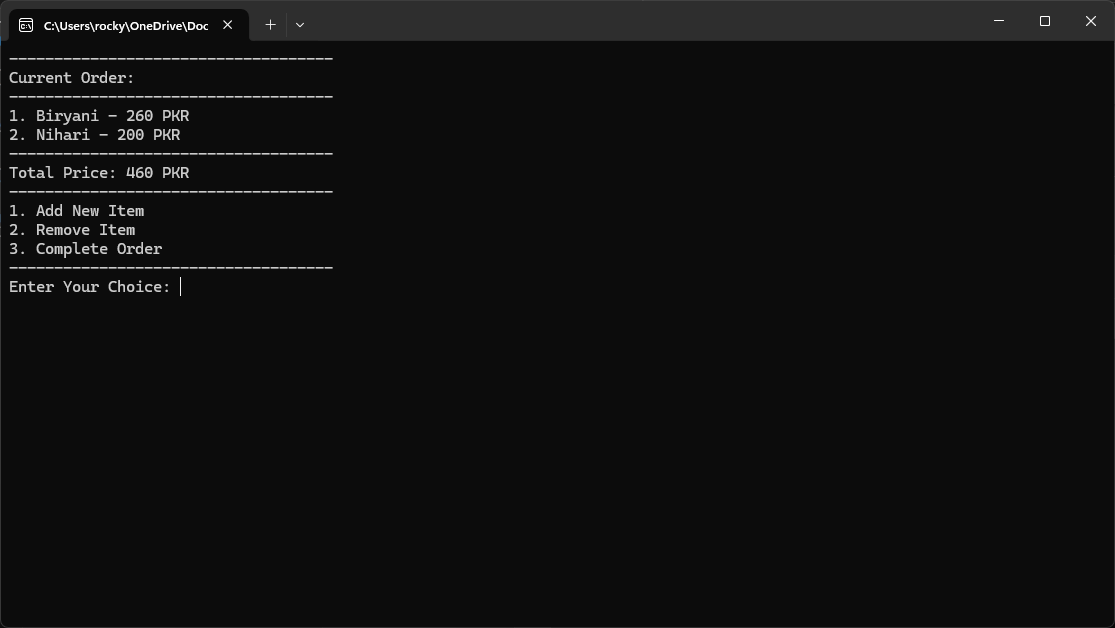 C:\Users\rocky\OneDrive\Doc
------------------------------------
Current Order:
------------------------------------
1. Biryani - 260 PKR
2. Nihari - 200 PKR
------------------------------------
Total Price: 460 PKR
------------------------------------
1. Add New Item
2. Remove Item
3. Complete Order
------------------------------------
Enter Your Choice: